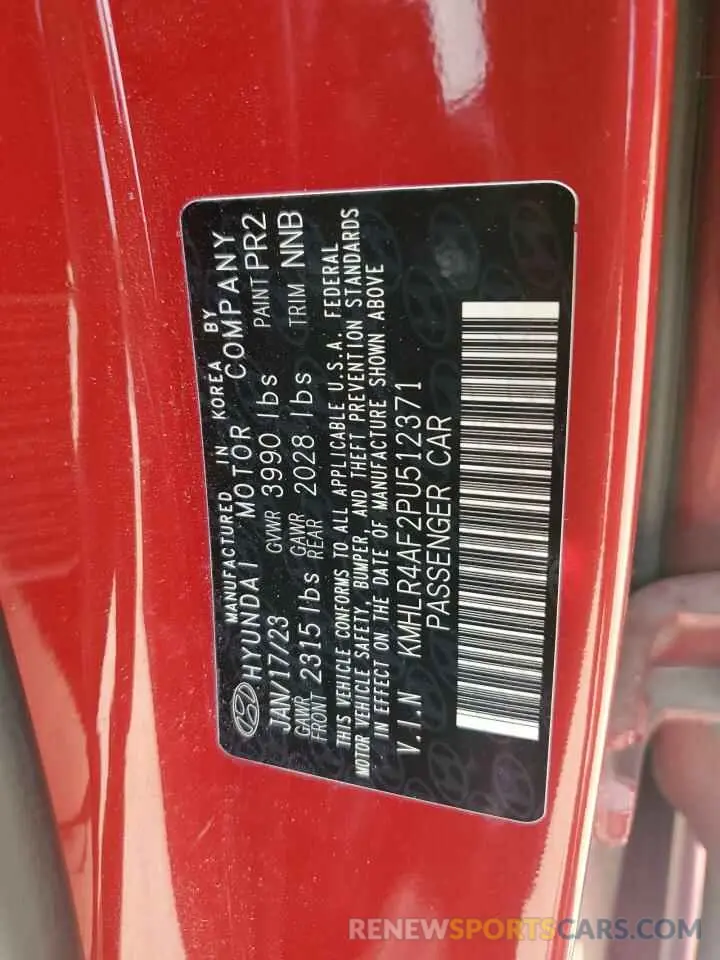 MANUFACTURED IN KOREA BY
HYUNDAI MOTOR COMPANY
JAN/17/23 GVWR 3990 lbs PAINT PR2
GAWR FRONT 2315 lbs GAWR REAR 2028 lbs TRIM NNB
THIS VEHICLE CONFORMS TO ALL APPLICABLE U.S.A. FEDERAL
MOTOR VEHICLE SAFETY, BUMPER, AND THEFT PREVENTION STANDARDS
IN EFFECT ON THE DATE OF MANUFACTURE SHOWN ABOVE
V.I.N KMHLR4AF2PU512371
PASSENGER CAR
RENEWSPORTSCARS.COM